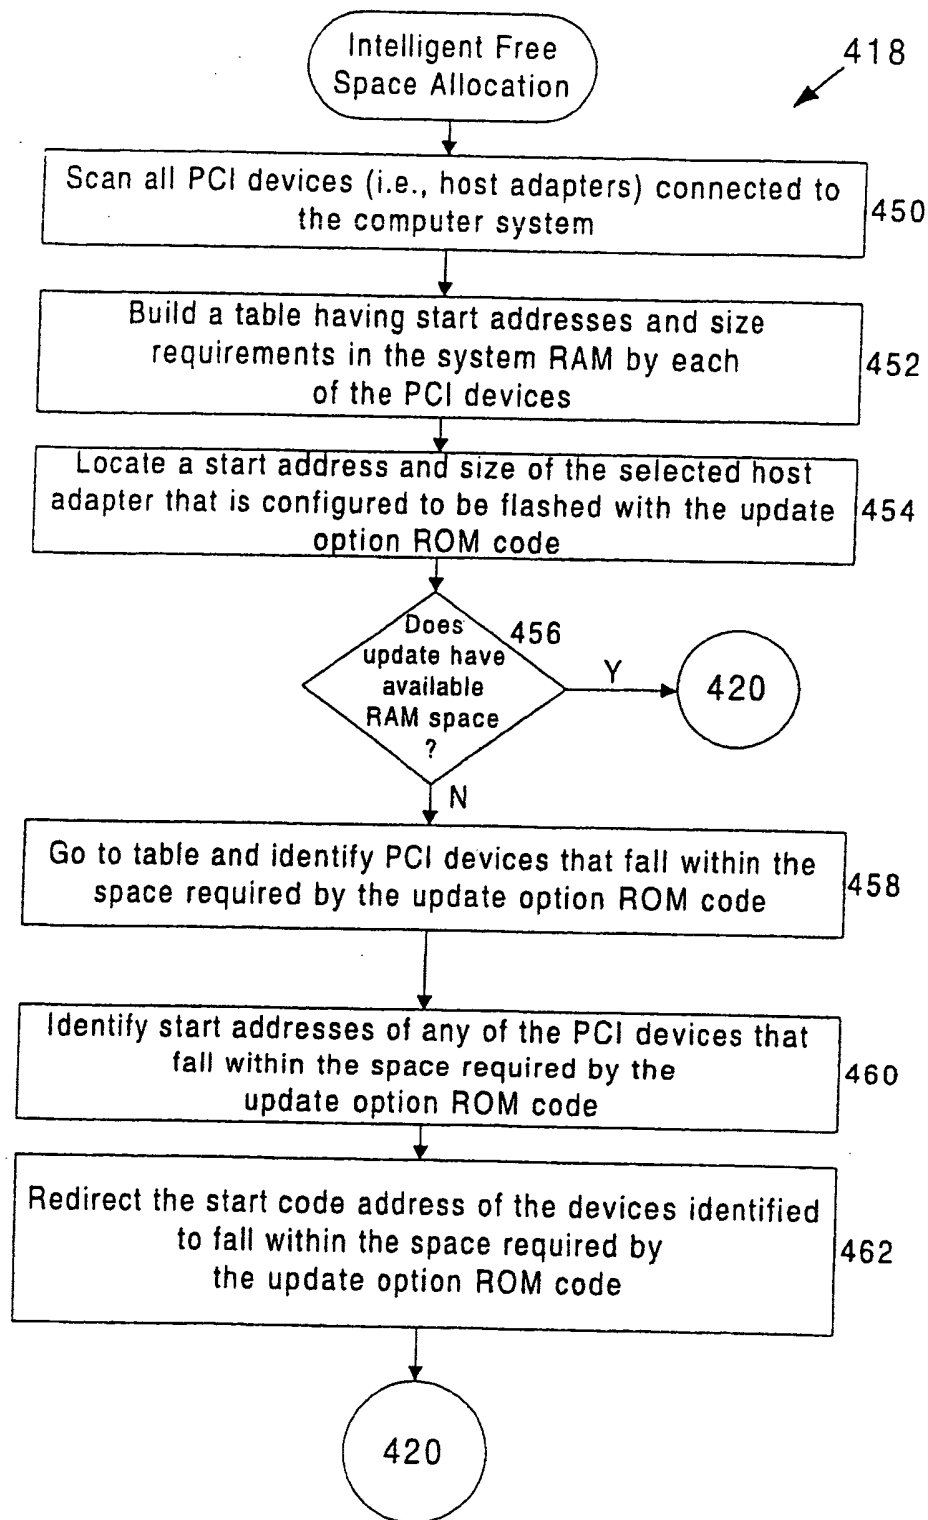 Intelligent Free
Space Allocation
418
Scan all PCI devices (i.e., host adapters) connected to
the computer system
450
Build a table having start addresses and size
requirements in the system RAM by each
of the PCI devices
452
Locate a start address and size of the selected host
adapter that is configured to be flashed with the update
option ROM code
454
Does
update have
available
RAM space
?
456
Y
420
N
Go to table and identify PCI devices that fall within the
space required by the update option ROM code
458
Identify start addresses of any of the PCI devices that
fall within the space required by the
update option ROM code
460
Redirect the start code address of the devices identified
to fall within the space required by
the update option ROM code
462
420